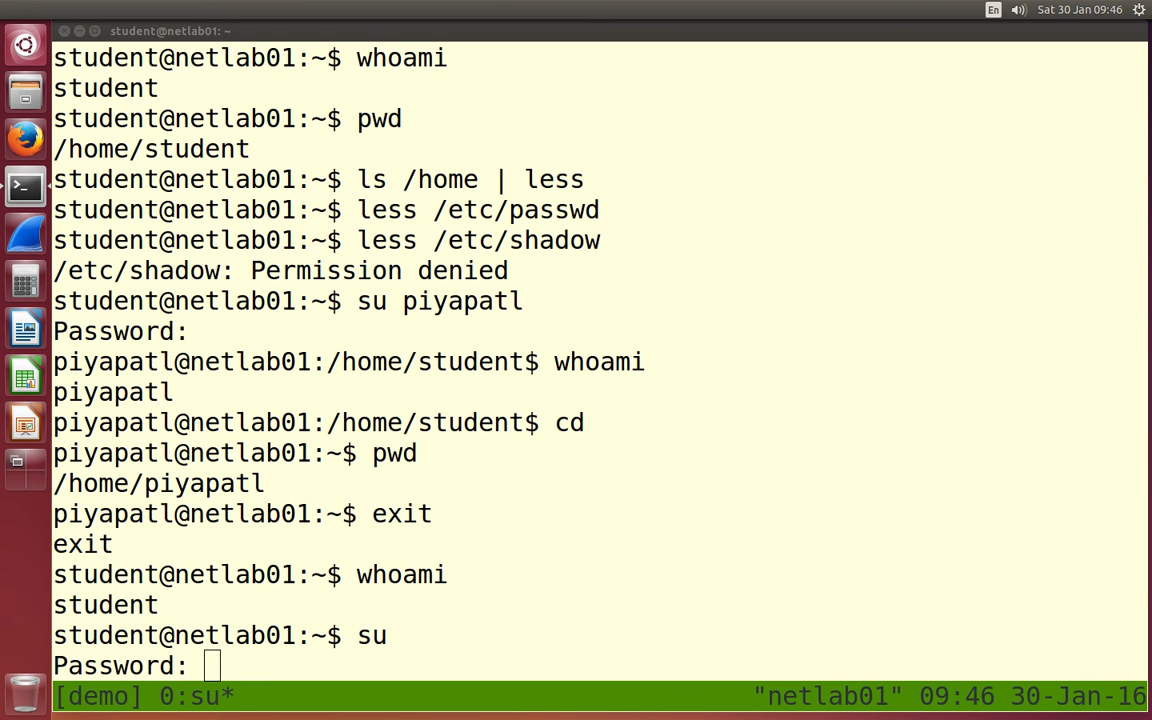 En Sat 30 Jan 09:46
student@netlab01: ~
student@netlab01:~$ whoami
student
student@netlab01:~$ pwd
/home/student
student@netlab01:~$ ls /home | less
student@netlab01:~$ less /etc/passwd
student@netlab01:~$ less /etc/shadow
/etc/shadow: Permission denied
student@netlab01:~$ su piyapatl
Password:
piyapatl@netlab01:/home/student$ whoami
piyapatl
piyapatl@netlab01:/home/student$ cd
piyapatl@netlab01:~$ pwd
/home/piyapatl
piyapatl@netlab01:~$ exit
exit
student@netlab01:~$ whoami
student
student@netlab01:~$ su
Password:
[demo] 0:su* "netlab01" 09:46 30-Jan-16